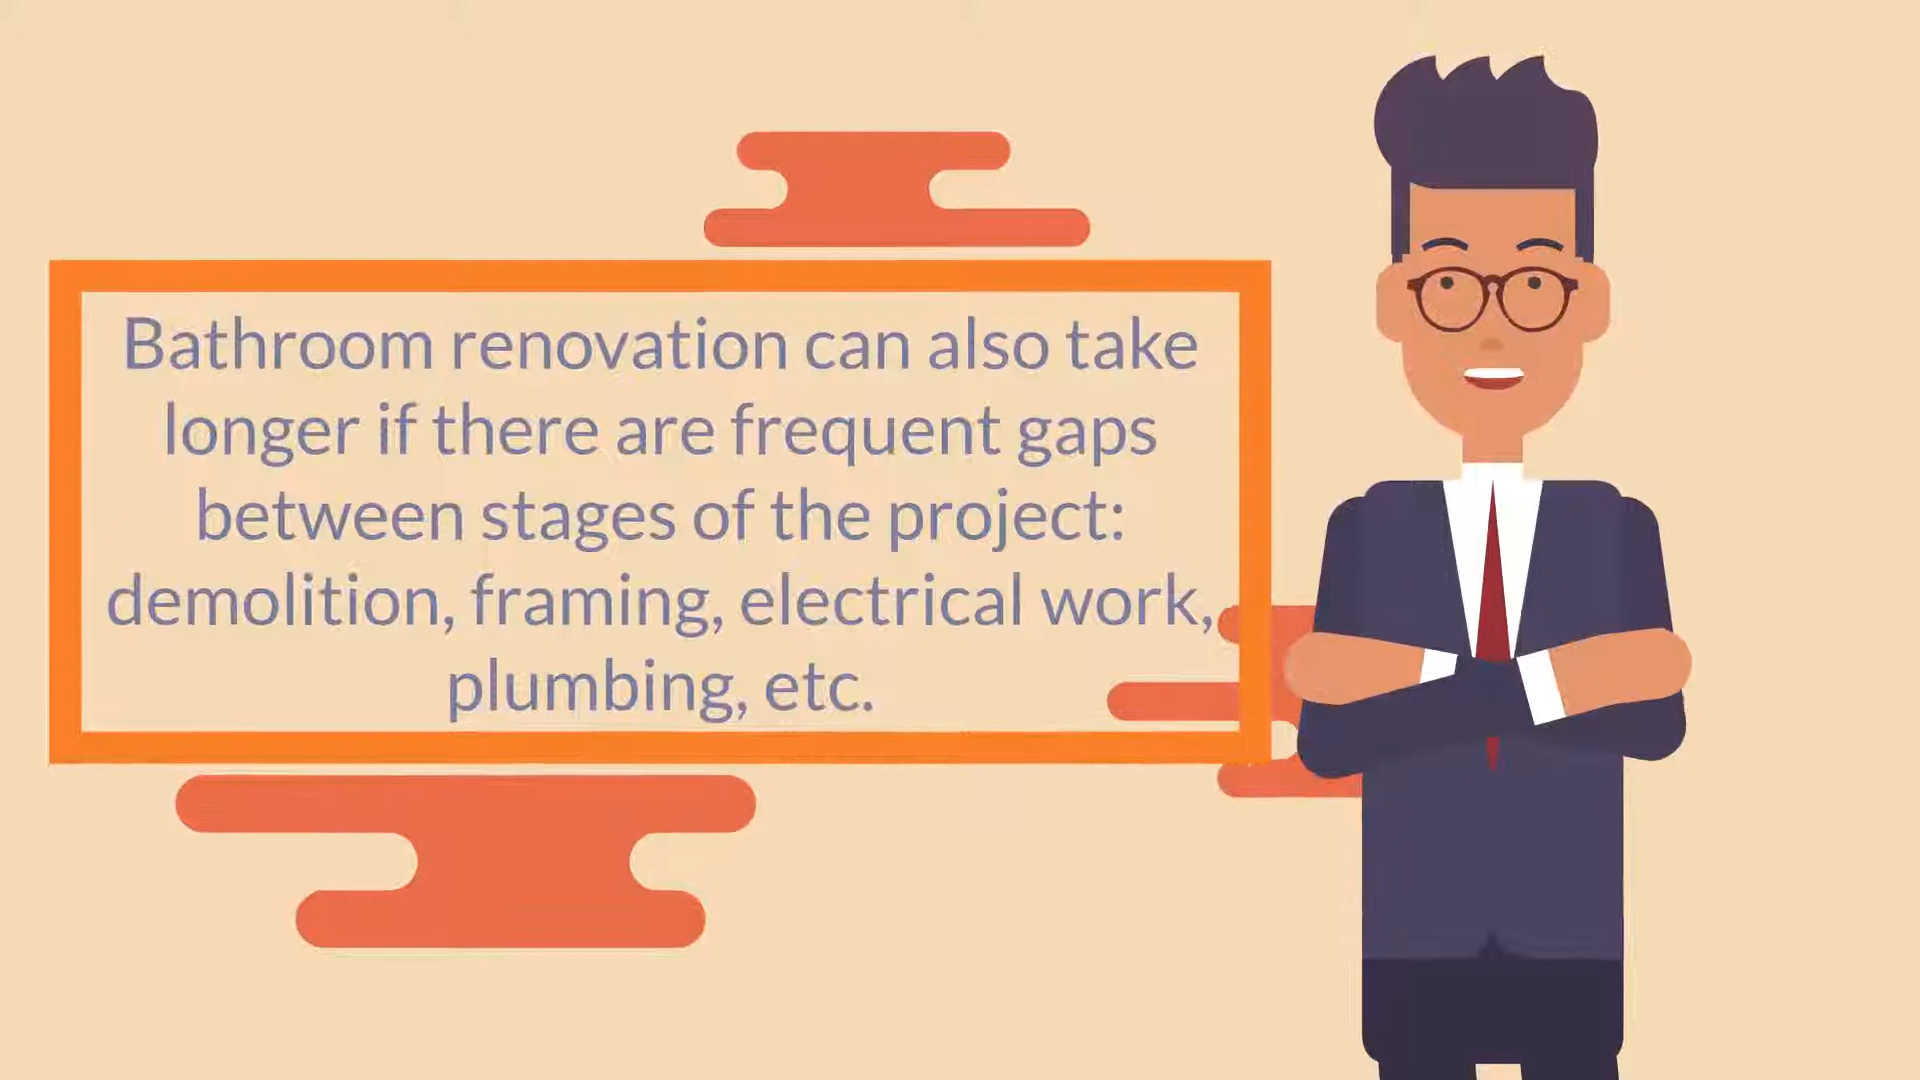 Bathroom renovation can also take
longer if there are frequent gaps
between stages of the project:
demolition, framing, electrical work,
plumbing, etc.